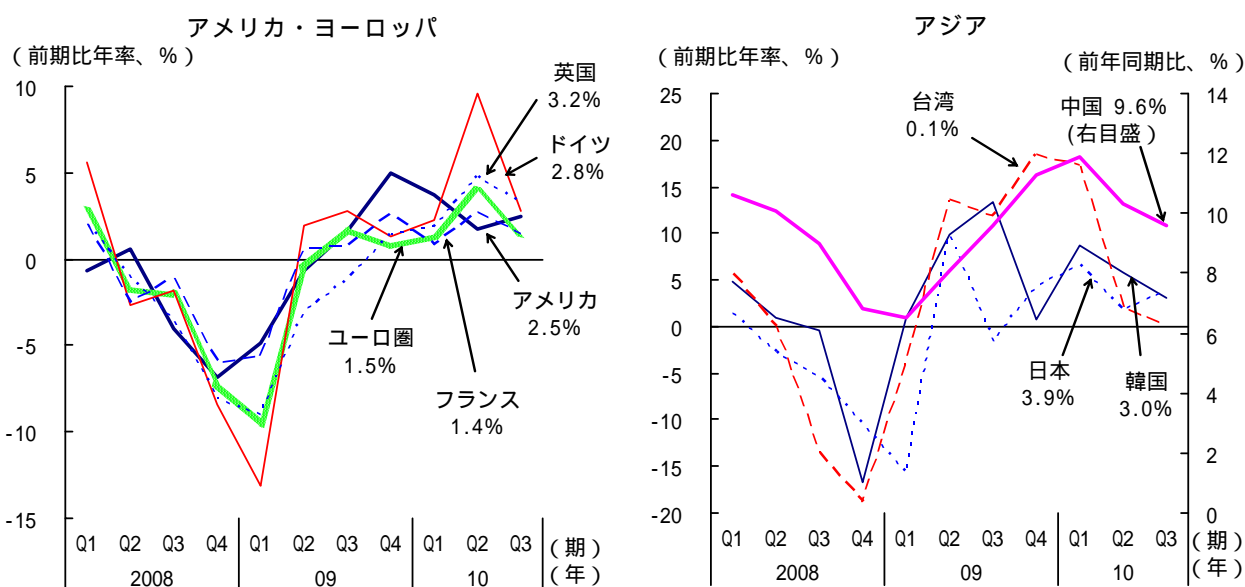 アメリカ・ヨーロッパ
（前期比年率、%）
10
5
0
-5
-10
-15
英国
3.2%
ドイツ
2.8%
アメリカ
2.5%
ユーロ圏
1.5%
フランス
1.4%
Q1 Q2 Q3 Q4 Q1 Q2 Q3 Q4 Q1 Q2 Q3 （期）
2008 09 10 （年）
アジア
（前期比年率、%）
（前年同期比、%）
25
20
15
10
5
0
-5
-10
-15
-20
台湾
0.1%
中国 9.6%
(右目盛）
日本
3.9%
韓国
3.0%
14
12
10
8
6
4
2
0
Q1 Q2 Q3 Q4 Q1 Q2 Q3 Q4 Q1 Q2 Q3 （期）
2008 09 10 （年）